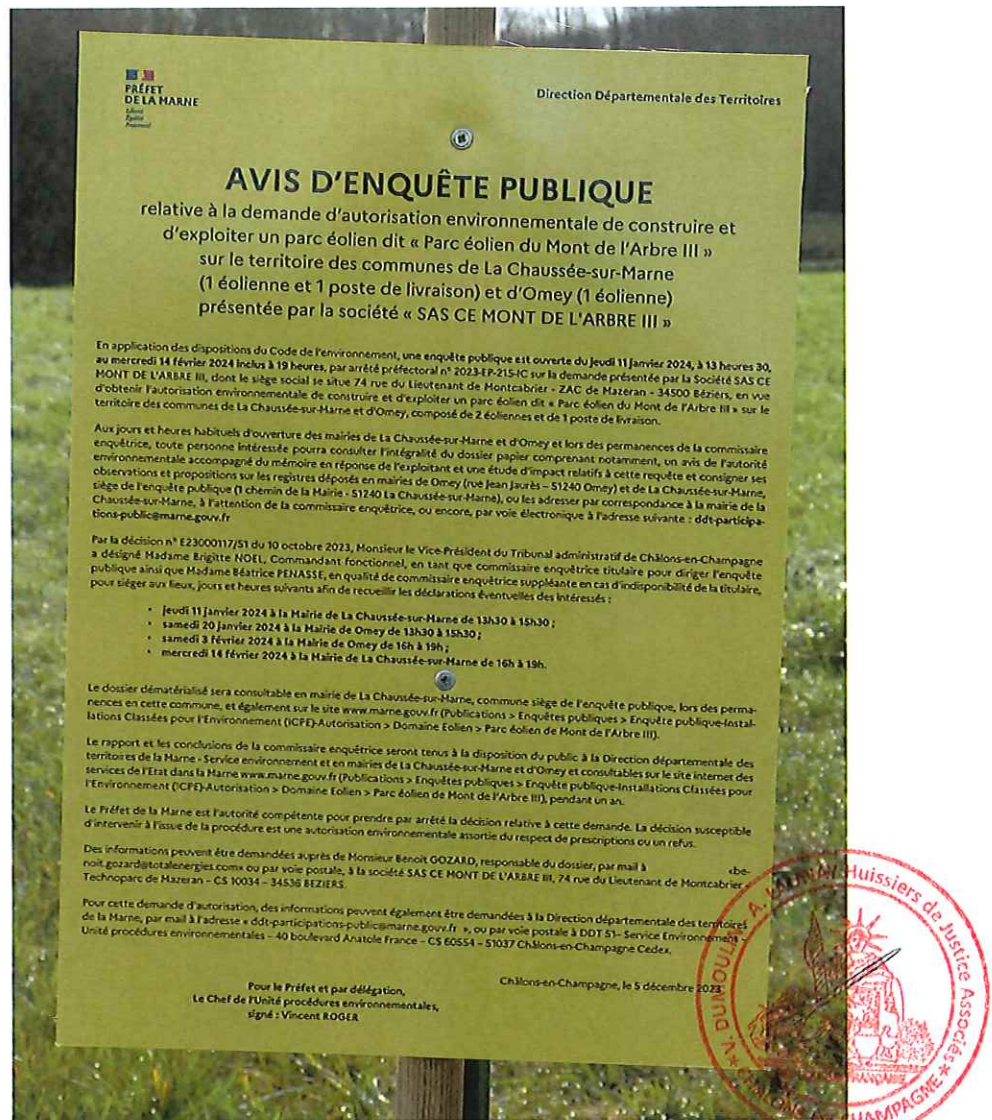 PRÉFET
DE LA MARNE
Liberté
Égalité
Fraternité
Direction Départementale des Territoires
AVIS D'ENQUÊTE PUBLIQUE
relative à la demande d'autorisation environnementale de construire et
d'exploiter un parc éolien dit « Parc éolien du Mont de l'Arbre III »
sur le territoire des communes de La Chaussée-sur-Marne
(1 éolienne et 1 poste de livraison) et d'Omey (1 éolienne)
présentée par la société « SAS CE MONT DE L'ARBRE III »
En application des dispositions du Code de l'environnement, une enquête publique est ouverte du jeudi 11 janvier 2024, à 13 heures 30,
au mercredi 14 février 2024 inclus à 19 heures, par arrêté préfectoral n° 2023-EP-215-IC sur la demande présentée par la Société SAS CE
MONT DE L'ARBRE III, dont le siège social se situe 74 rue du Lieutenant de Montcabrier - ZAC de Mazeran - 34500 Béziers, en vue
d'obtenir l'autorisation environnementale de construire et d'exploiter un parc éolien dit « Parc éolien du Mont de l'Arbre III » sur le
territoire des communes de La Chaussée-sur-Marne et d'Omey, composé de 2 éoliennes et de 1 poste de livraison.
Aux jours et heures habituels d'ouverture des mairies de La Chaussée-sur-Marne et d'Omey et lors des permanences de la commissaire
enquêtrice, toute personne intéressée pourra consulter l'intégralité du dossier papier comprenant notamment, un avis de l'autorité
environnementale accompagné du mémoire en réponse de l'exploitant et une étude d'impact relatifs à cette requête et consigner ses
observations et propositions sur les registres déposés en mairies de Omey (rue Jean Jaurès – 51240 Omey) et de La Chaussée-sur-Marne,
siège de l'enquête publique (1 chemin de la Mairie - 51240 La Chaussée-sur-Marne), ou les adresser par correspondance à la mairie de la
Chaussée-sur-Marne, à l'attention de la commissaire enquêtrice, ou encore, par voie électronique à l'adresse suivante : ddt-participa-
tions-public@marne.gouv.fr
Par la décision n° E23000117/51 du 10 octobre 2023, Monsieur le Vice-Président du Tribunal administratif de Châlons-en-Champagne
a désigné Madame Brigitte NOEL, Commandant fonctionnel, en tant que commissaire enquêtrice titulaire pour diriger l'enquête
publique ainsi que Madame Béatrice PENASSE, en qualité de commissaire enquêtrice suppléante en cas d'indisponibilité de la titulaire,
pour siéger aux lieux, jours et heures suivants afin de recueillir les déclarations éventuelles des intéressés :
• jeudi 11 janvier 2024 à la Mairie de La Chaussée-sur-Marne de 13h30 à 15h30 ;
• samedi 20 janvier 2024 à la Mairie de Omey de 13h30 à 15h30 ;
• samedi 3 février 2024 à la Mairie de Omey de 16h à 19h ;
• mercredi 14 février 2024 à la Mairie de La Chaussée-sur-Marne de 16h à 19h.
Le dossier dématérialisé sera consultable en mairie de La Chaussée-sur-Marne, commune siège de l'enquête publique, lors des perma-
nences en cette commune, et également sur le site www.marne.gouv.fr (Publications > Enquêtes publiques > Enquête publique-Instal-
lations Classées pour l'Environnement (ICPE)-Autorisation > Domaine Eolien > Parc éolien de Mont de l'Arbre III).
Le rapport et les conclusions de la commissaire enquêtrice seront tenus à la disposition du public à la Direction départementale des
territoires de la Marne - Service environnement et en mairies de La Chaussée-sur-Marne et d'Omey et consultables sur le site internet des
services de l'Etat dans la Marne www.marne.gouv.fr (Publications > Enquêtes publiques > Enquête publique-Installations Classées pour
l'Environnement (ICPE)-Autorisation > Domaine Eolien > Parc éolien de Mont de l'Arbre III), pendant un an.
Le Préfet de la Marne est l'autorité compétente pour prendre par arrêté la décision relative à cette demande. La décision susceptible
d'intervenir à l'issue de la procédure est une autorisation environnementale assortie du respect de prescriptions ou un refus.
Des informations peuvent être demandées auprès de Monsieur Benoit GOZARD, responsable du dossier, par mail à «be-
noit.gozard@totalenergies.com» ou par voie postale, à la société SAS CE MONT DE L'ARBRE III, 74 rue du Lieutenant de Montcabrier -
Technoparc de Mazeran – CS 10034 – 34536 BEZIERS.
Pour cette demande d'autorisation, des informations peuvent également être demandées à la Direction départementale des territoires
de la Marne, par mail à l'adresse « ddt-participations-public@marne.gouv.fr », ou par voie postale à DDT 51- Service Environnement -
Unité procédures environnementales – 40 boulevard Anatole France – CS 60554 – 51037 Châlons-en-Champagne Cedex.
Châlons-en-Champagne, le 5 décembre 2023
Pour le Préfet et par délégation,
Le Chef de l'Unité procédures environnementales,
signé : Vincent ROGER
V. DUMOULIN - A. LAUNAY Huissiers de Justice Associés
CHAMPAGNE